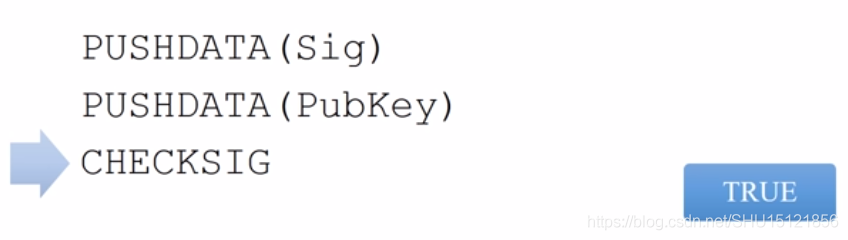 PUSHDATA(Sig)
PUSHDATA(PubKey)
CHECKSIG
TRUE
https://blog.csdn.net/SHU15121856